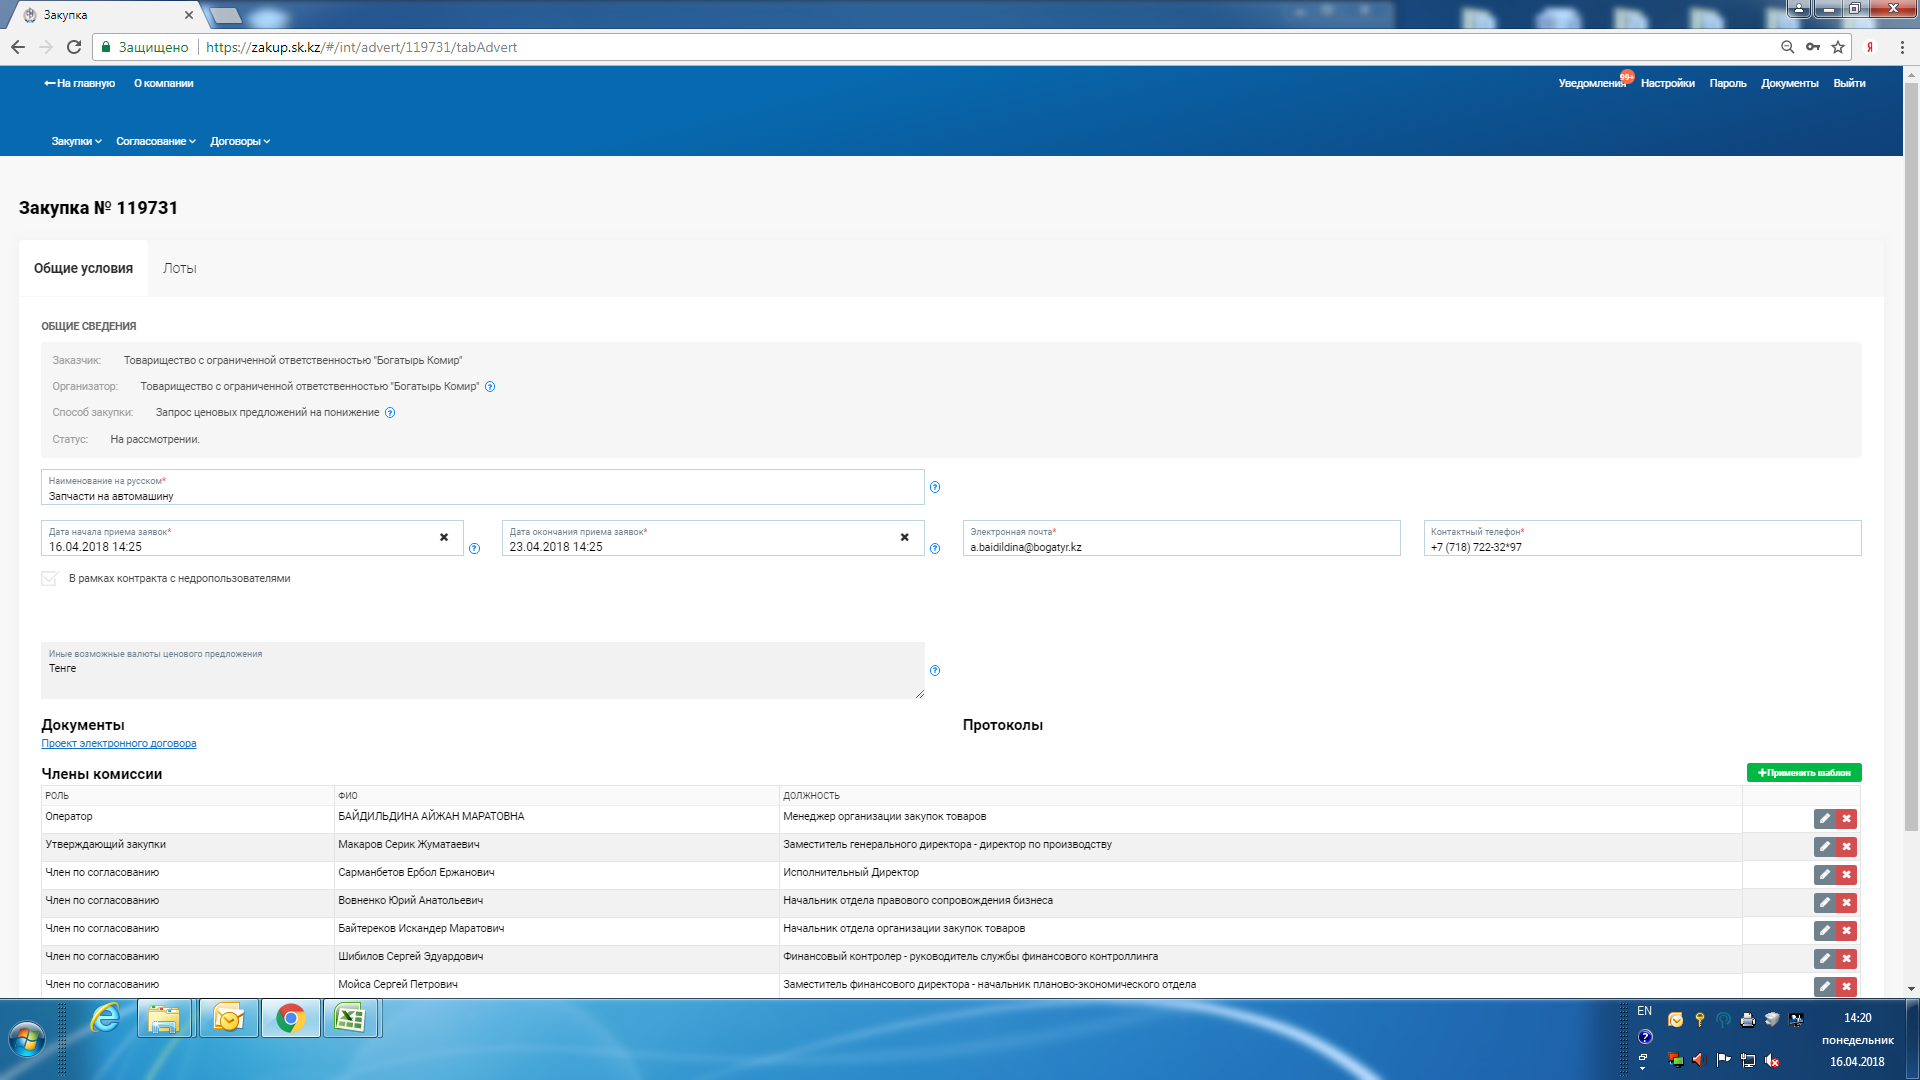 Закупка
Защищено
https://zakup.sk.kz/#/int/advert/119731/tabAdvert
На главную
О компании
Уведомления
99+
Настройки
Пароль
Документы
Выйти
Закупки
Согласование
Договоры
Закупка № 119731
Общие условия
Лоты
ОБЩИЕ СВЕДЕНИЯ
Заказчик: Товарищество с ограниченной ответственностью "Богатырь Комир"
Организатор: Товарищество с ограниченной ответственностью "Богатырь Комир"
Способ закупки: Запрос ценовых предложений на понижение
Статус: На рассмотрении.
Наименование на русском*
Запчасти на автомашину
Дата начала приема заявок*
16.04.2018 14:25
Дата окончания приема заявок*
23.04.2018 14:25
Электронная почта*
a.baidildina@bogatyr.kz
Контактный телефон*
+7 (718) 722-32*97
В рамках контракта с недропользователями
Иные возможные валюты ценового предложения
Тенге
Документы
Проект электронного договора
Протоколы
Члены комиссии
Применить шаблон
РОЛЬ ФИО ДОЛЖНОСТЬ
Оператор БАЙДИЛЬДИНА АЙЖАН МАРАТОВНА Менеджер организации закупок товаров
Утверждающий закупки Макаров Серик Жуматаевич Заместитель генерального директора - директор по производству
Член по согласованию Сарманбетов Ербол Ержанович Исполнительный Директор
Член по согласованию Вовненко Юрий Анатольевич Начальник отдела правового сопровождения бизнеса
Член по согласованию Байтереков Искандер Маратович Начальник отдела организации закупок товаров
Член по согласованию Шибилов Сергей Эдуардович Финансовый контролер - руководитель службы финансового контроллинга
Член по согласованию Мойса Сергей Петрович Заместитель финансового директора - начальник планово-экономического отдела
EN
14:20
понедельник
16.04.2018